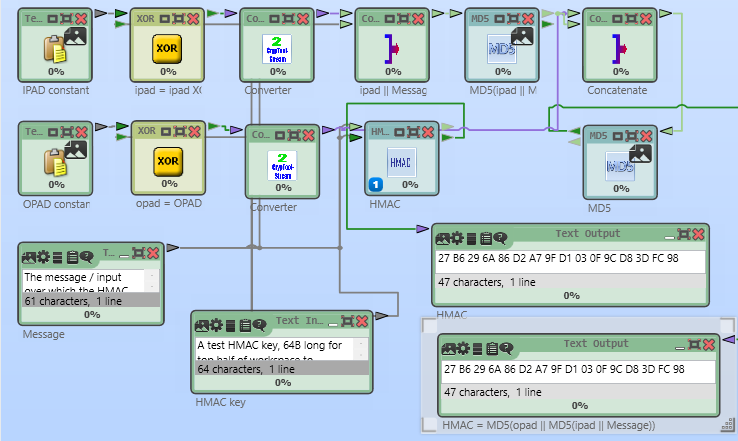 Te...
XOR
Co...
Co...
MD5
Co...
XOR
2
CrypTool-
Stream
MD5
0%
0%
0%
0%
0%
0%
IPAD constant
ipad = ipad XO
Converter
ipad || Messag
MD5(ipad || M
Concatenate
Te...
XOR
Co...
HM...
MD5
XOR
2
CrypTool-
Stream
HMAC
MD5
0%
0%
0%
1
0%
0%
OPAD constan
opad = OPAD
Converter
HMAC
MD5
T...
The message / input
over which the HMAC
61 characters, 1 line
0%
Message
Text Output
27 B6 29 6A 86 D2 A7 9F D1 03 0F 9C D8 3D FC 98
47 characters, 1 line
0%
HMAC
Text In...
A test HMAC key, 64B long for
top half of workspace to
64 characters, 1 line
0%
HMAC key
Text Output
27 B6 29 6A 86 D2 A7 9F D1 03 0F 9C D8 3D FC 98
47 characters, 1 line
0%
HMAC = MD5(opad || MD5(ipad || Message))